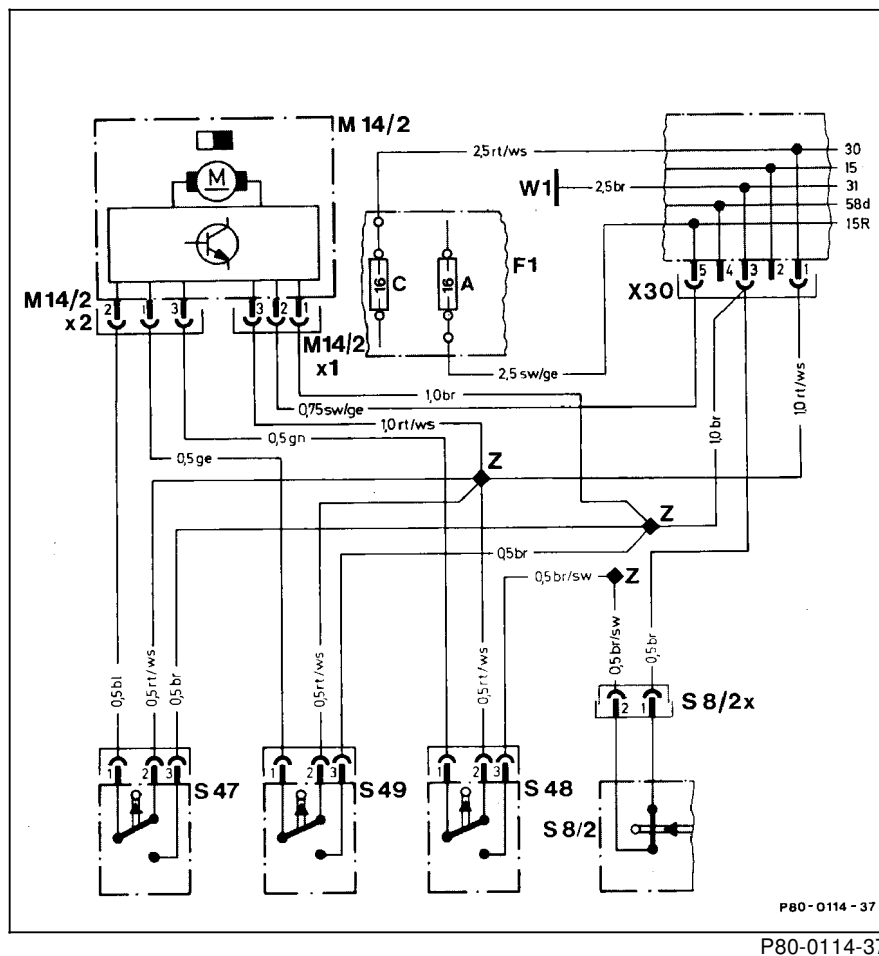 M 14/2
M
2,5 rt/ws
30
15
W1
2,5 br
31
58d
15R
16
C
16
A
F1
5
4
3
2
1
X30
M14/2
x2
2
1
3
3
2
1
M14/2
x1
2,5 sw/ge
1,0 br
0,75 sw/ge
1,0 rt/ws
0,5 gn
0,5 ge
1,0 br
1,0 rt/ws
Z
Z
0,5 br
0,5 br/sw
Z
0,5 bl
0,5 rt/ws
0,5 br
0,5 rt/ws
0,5 rt/ws
0,5 br/sw
0,5 br
2
1
S 8/2x
1
2
3
S 47
1
2
3
S 49
1
2
3
S 48
S 8/2
P80-0114-37
P80-0114-37